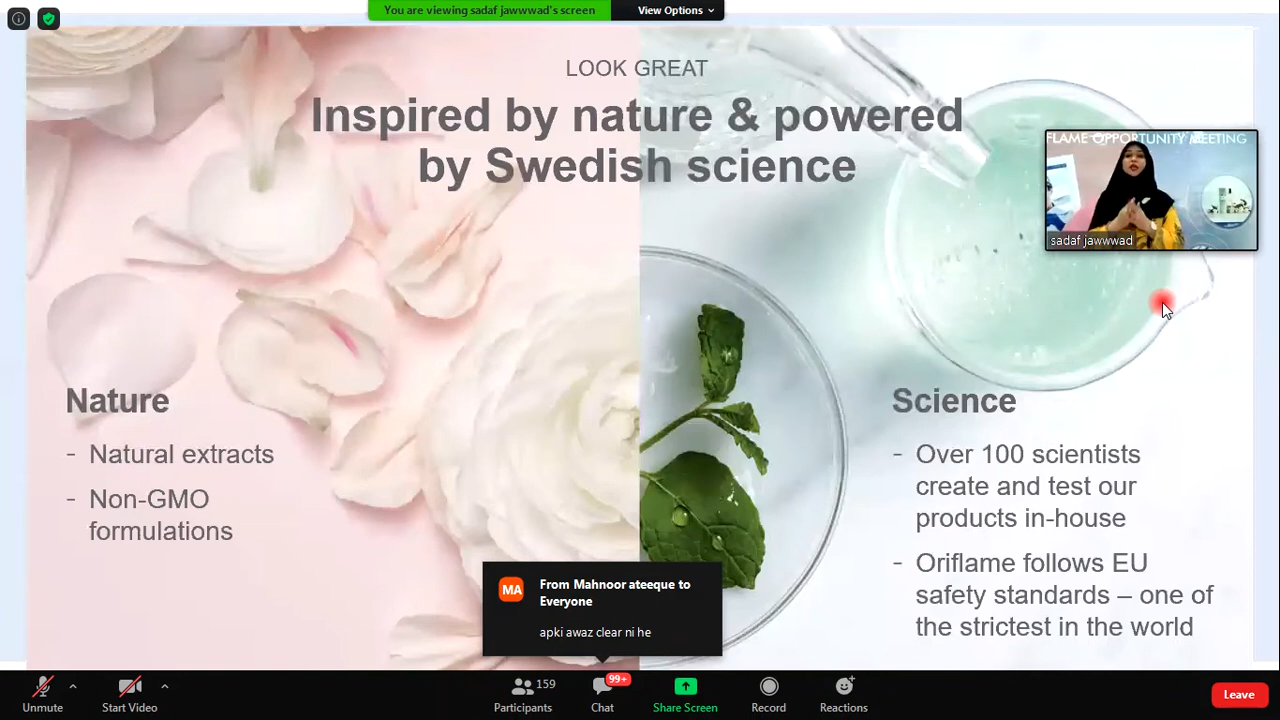 You are viewing sadaf jawwwad's screen
View Options
LOOK GREAT
Inspired by nature & powered
by Swedish science
FLAME OPPORTUNITY MEETING
sadaf jawwwad
Nature
- Natural extracts
- Non-GMO
formulations
Science
- Over 100 scientists
create and test our
products in-house
- Oriflame follows EU
safety standards – one of
the strictest in the world
MA
From Mahnoor ateeque to
Everyone
apki awaz clear ni he
Unmute
Start Video
159
Participants
99+
Chat
Share Screen
Record
Reactions
Leave